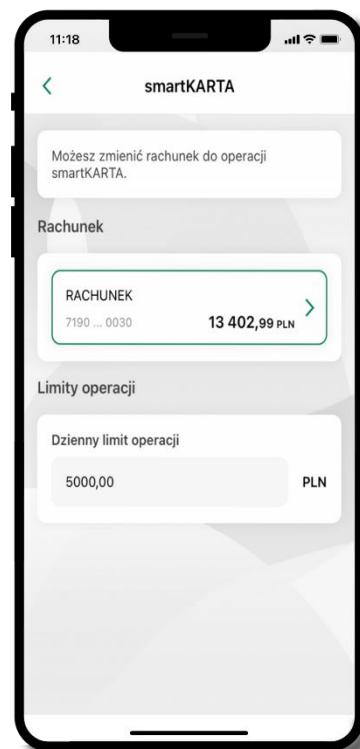 11:18
smartKARTA
Możesz zmienić rachunek do operacji
smartKARTA.
Rachunek
RACHUNEK
7190 ... 0030
13 402,99 PLN
Limity operacji
Dzienny limit operacji
5000,00
PLN